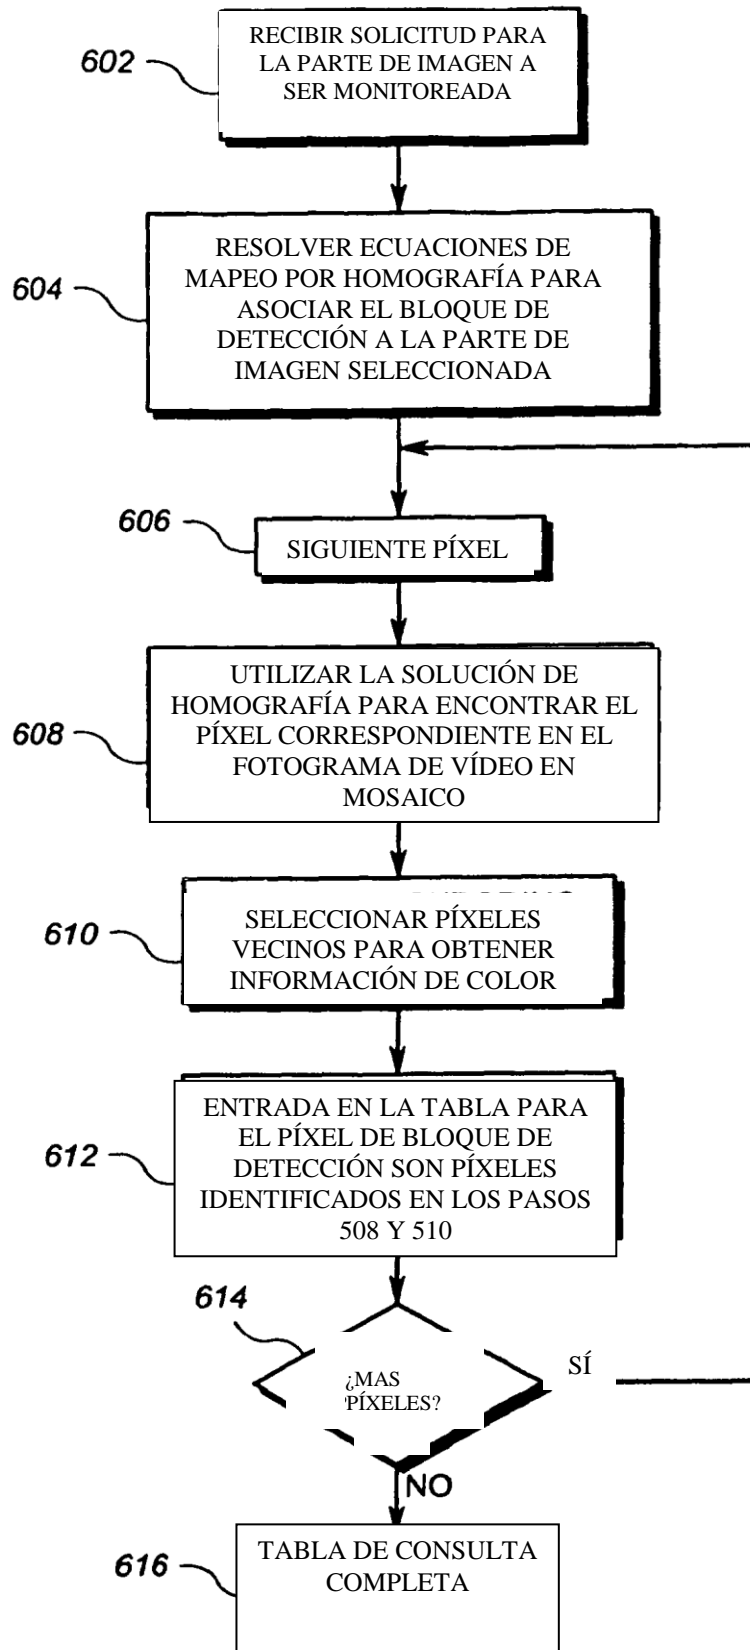 602
RECIBIR SOLICITUD PARA
LA PARTE DE IMAGEN A
SER MONITOREADA
604
RESOLVER ECUACIONES DE
MAPEO POR HOMOGRAFÍA PARA
ASOCIAR EL BLOQUE DE
DETECCIÓN A LA PARTE DE
IMAGEN SELECCIONADA
606
SIGUIENTE PÍXEL
608
UTILIZAR LA SOLUCIÓN DE
HOMOGRAFÍA PARA ENCONTRAR EL
PÍXEL CORRESPONDIENTE EN EL
FOTOGRAMA DE VÍDEO EN
MOSAICO
610
SELECCIONAR PÍXELES
VECINOS PARA OBTENER
INFORMACIÓN DE COLOR
612
ENTRADA EN LA TABLA PARA
EL PÍXEL DE BLOQUE DE
DETECCIÓN SON PÍXELES
IDENTIFICADOS EN LOS PASOS
508 Y 510
614
¿MAS
PÍXELES?
SÍ
NO
616
TABLA DE CONSULTA
COMPLETA